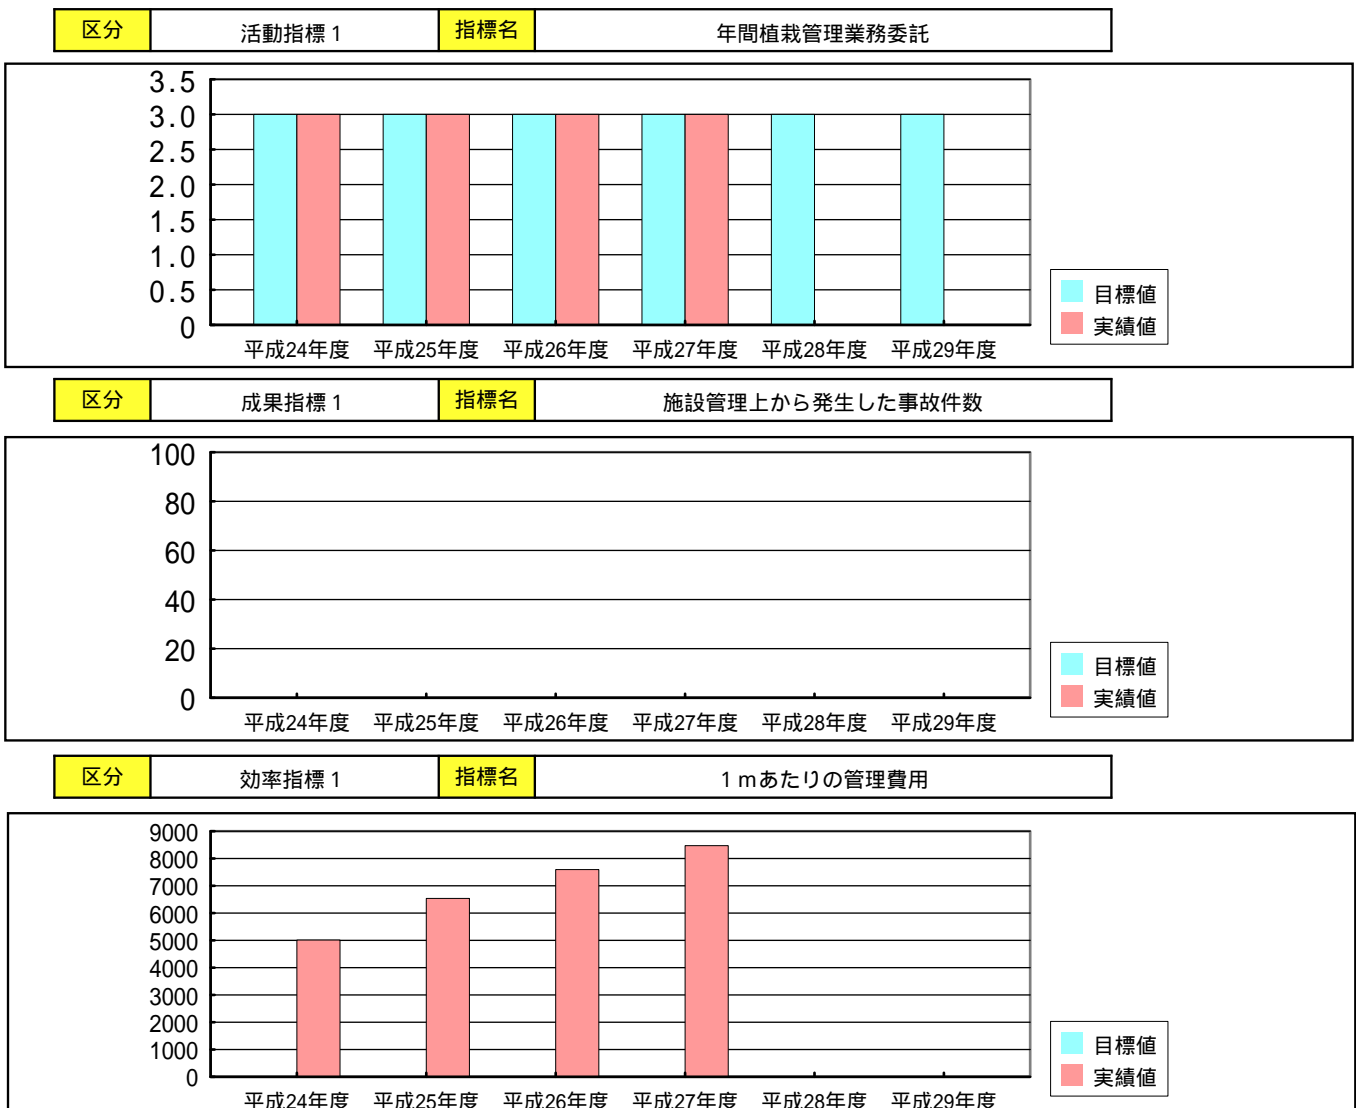 区分 活動指標１ 指標名 年間植栽管理業務委託
3.5
3.0
2.5
2.0
1.5
1.0
0.5
0
平成24年度 平成25年度 平成26年度 平成27年度 平成28年度 平成29年度
目標値
実績値
区分 成果指標１ 指標名 施設管理上から発生した事故件数
100
80
60
40
20
0
平成24年度 平成25年度 平成26年度 平成27年度 平成28年度 平成29年度
目標値
実績値
区分 効率指標１ 指標名 １ｍあたりの管理費用
9000
8000
7000
6000
5000
4000
3000
2000
1000
0
平成24年度 平成25年度 平成26年度 平成27年度 平成28年度 平成29年度
目標値
実績値